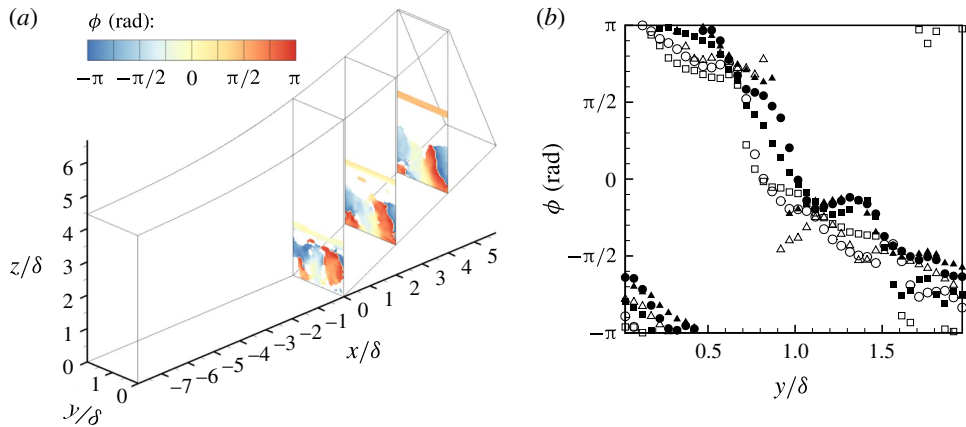 (a)
ϕ (rad):
−π −π/2 0 π/2 π
6
5
4
3
2
1
0
z/δ
1
0
y/δ
−7 −6 −5 −4 −3 −2 −1 0 1 2 3 4 5
x/δ
(b)
π
π/2
0
−π/2
−π
ϕ (rad)
0.5 1.0 1.5
y/δ